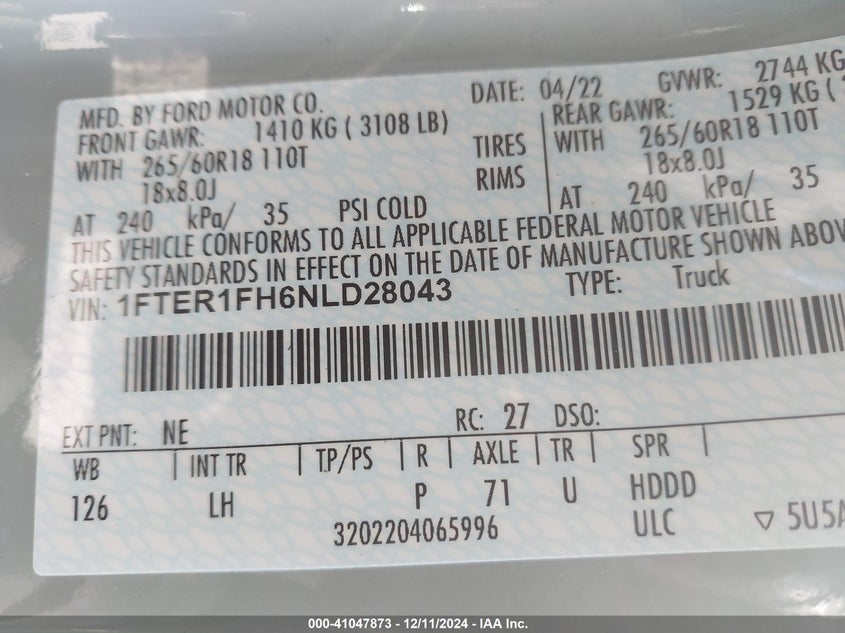 MFD. BY FORD MOTOR CO. DATE: 04/22 GVWR: 2744 KG
FRONT GAWR: 1410 KG ( 3108 LB) REAR GAWR: 1529 KG (
WITH 265/60R18 110T TIRES WITH 265/60R18 110T
18x8.0J RIMS 18x8.0J
AT 240 kPa/ 35 PSI COLD AT 240 kPa/ 35
THIS VEHICLE CONFORMS TO ALL APPLICABLE FEDERAL MOTOR VEHICLE
SAFETY STANDARDS IN EFFECT ON THE DATE OF MANUFACTURE SHOWN ABOV
VIN: 1FTER1FH6NLD28043 TYPE: Truck
EXT PNT: NE RC: 27 DSO:
WB INT TR TP/PS R AXLE TR SPR
126 LH P 71 U HDDD
3202204065996 ULC ▽ 5U5A
000-41047873 - 12/11/2024 - IAA Inc.